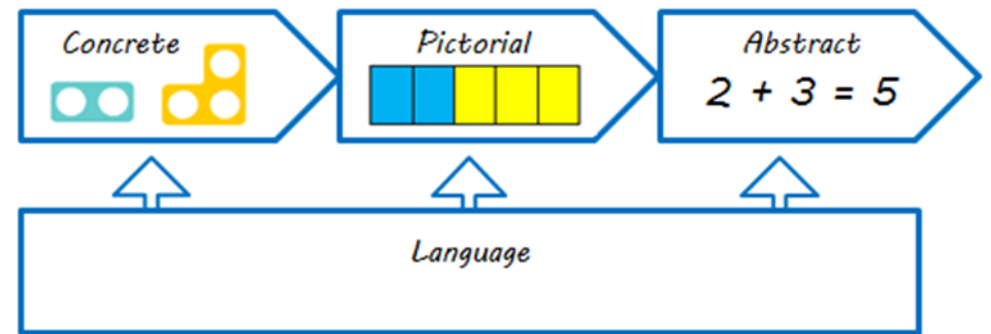 Concrete
Pictorial
Abstract
2 + 3 = 5
Language